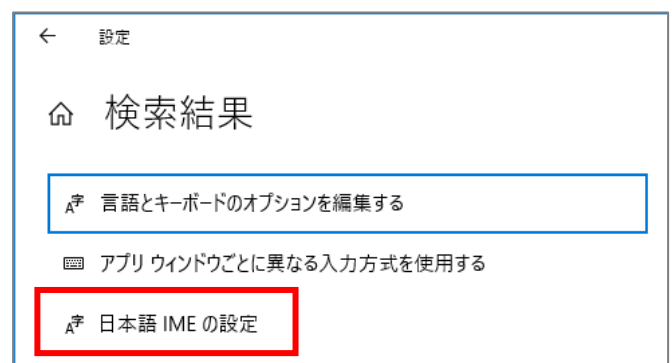 設定
検索結果
言語とキーボードのオプションを編集する
アプリ ウィンドウごとに異なる入力方式を使用する
日本語 IME の設定